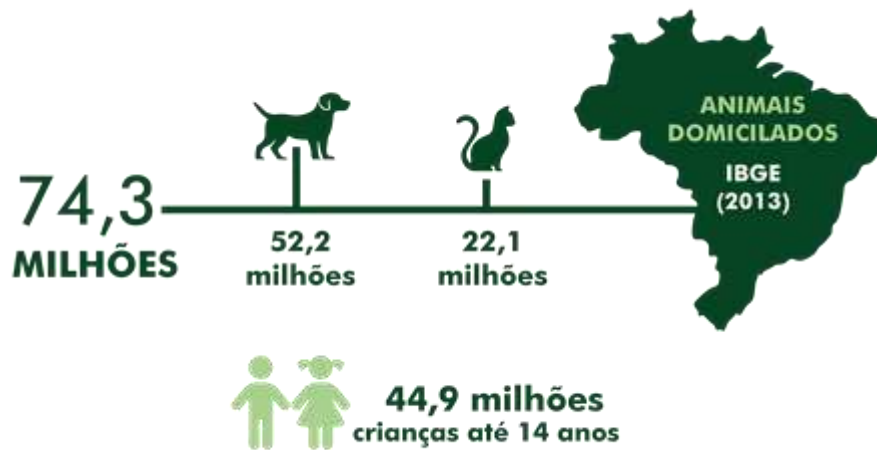 74,3
MILHÕES
52,2
milhões
22,1
milhões
ANIMAIS
DOMICILADOS
IBGE
(2013)
44,9 milhões
crianças até 14 anos